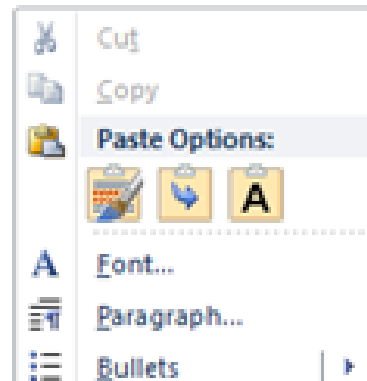 Cut
Copy
Paste Options:
A
A Font...
Paragraph...
Bullets